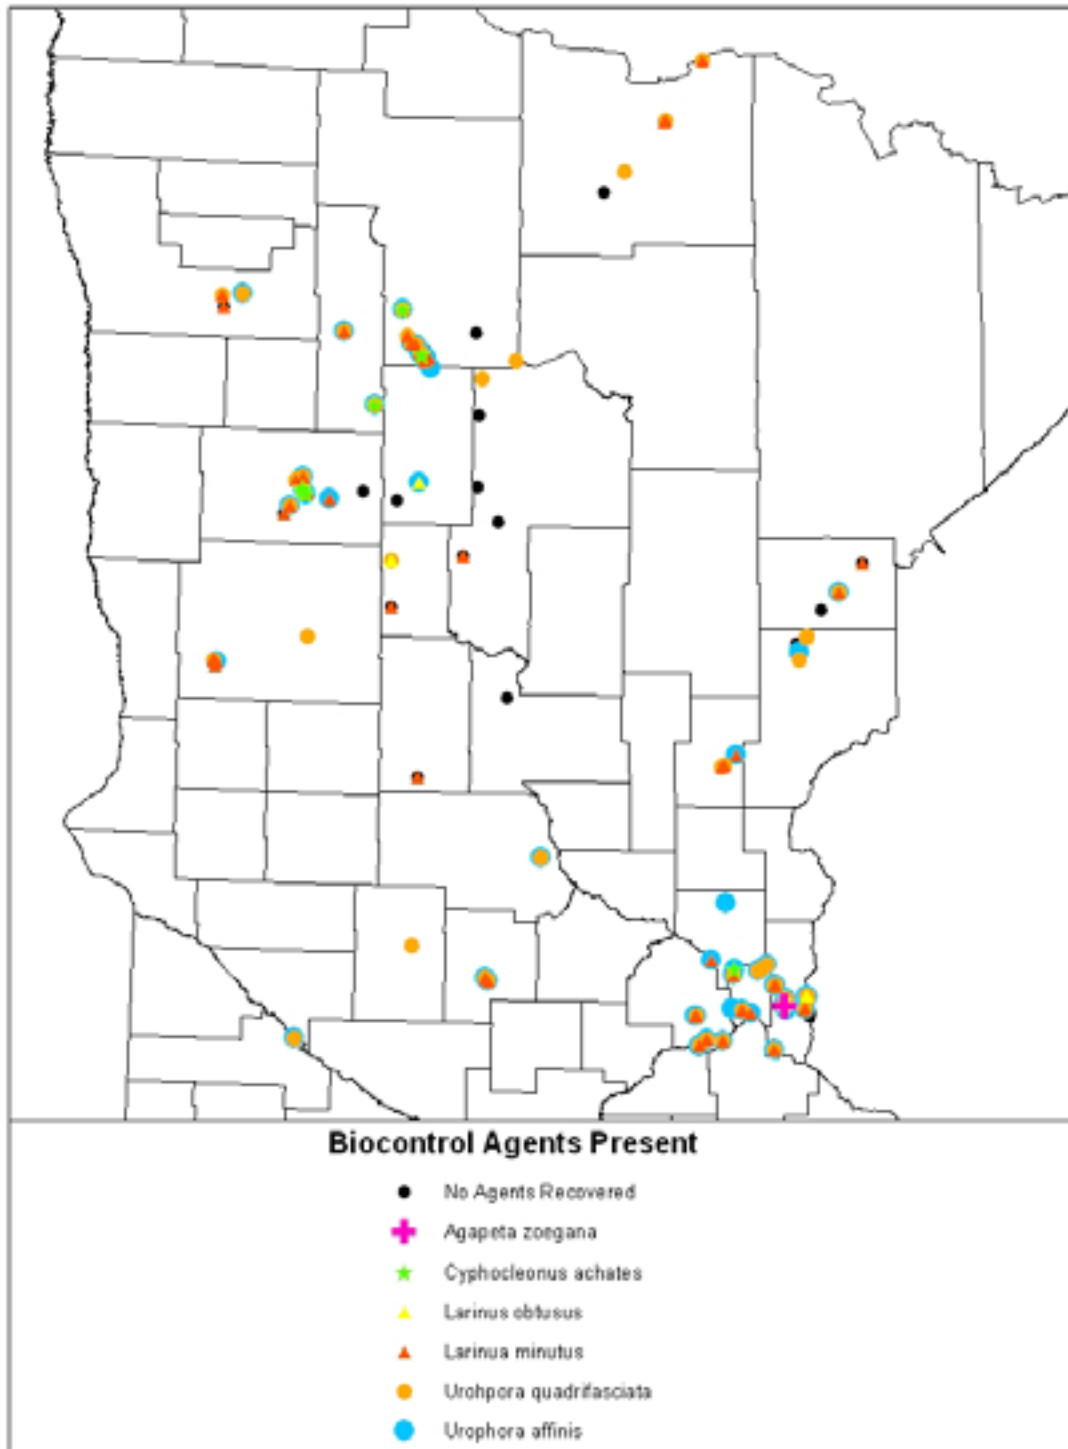 Biocontrol Agents Present
No Agents Recovered
Agapeta zoegana
Cyphocleonus achates
Larinus obtusus
Larinua minutus
Urohpora quadrifasciata
Urophora affinis